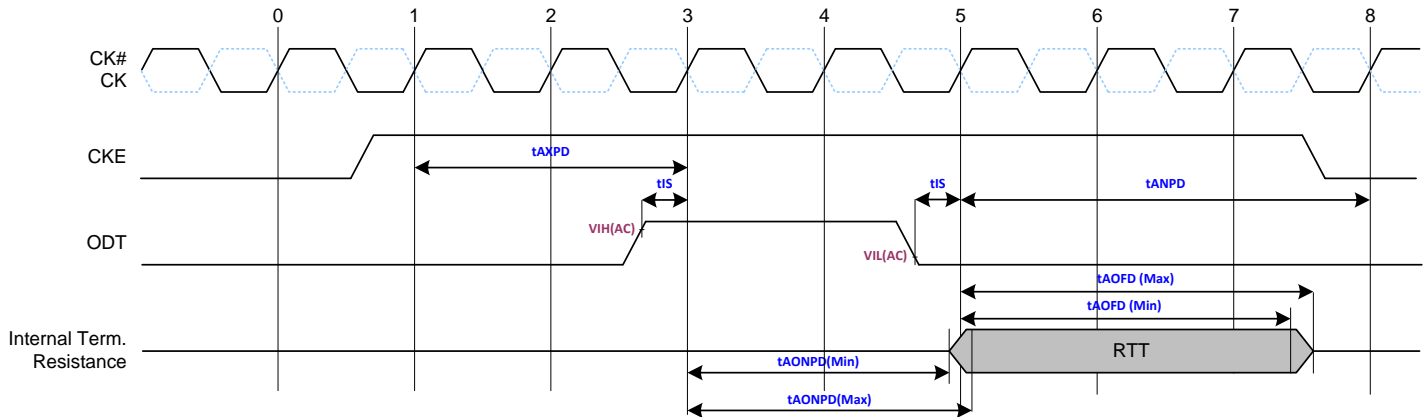 0 1 2 3 4 5 6 7 8
CK#
CK
CKE
tAXPD
tIS
tIS
tANPD
VIH(AC)
ODT
VIL(AC)
tAOFD (Max)
tAOFD (Min)
Internal Term.
Resistance
RTT
tAONPD(Min)
tAONPD(Max)